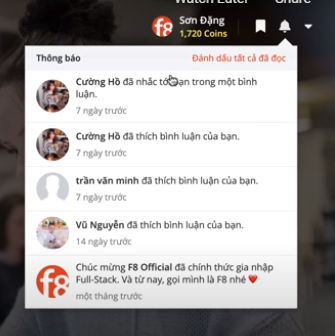 Watch Later
Share
Sơn Đặng
1,720 Coins
Thông báo
Đánh dấu tất cả đã đọc
Cường Hồ đã nhắc tới bạn trong một bình
luận.
7 ngày trước
Cường Hồ đã thích bình luận của bạn.
7 ngày trước
trần văn minh đã thích bình luận của bạn.
7 ngày trước
Vũ Nguyễn đã thích bình luận của bạn.
14 ngày trước
Chúc mừng F8 Official đã chính thức gia nhập
Full-Stack. Và từ nay, gọi mình là F8 nhé ❤️
một tháng trước